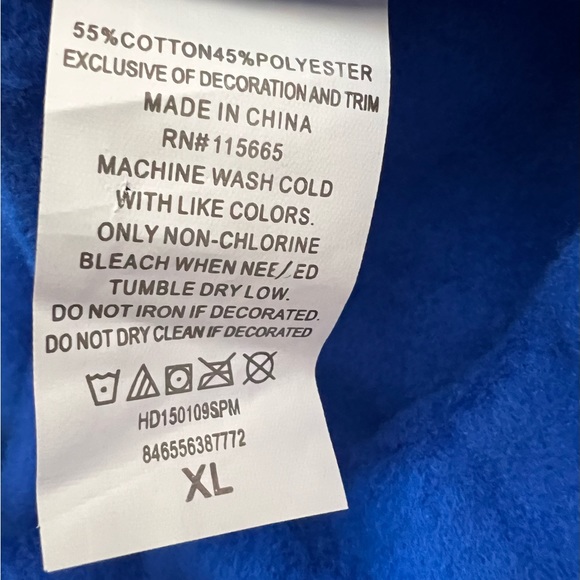 55%COTTON45%POLYESTER
EXCLUSIVE OF DECORATION AND TRIM
MADE IN CHINA
RN#115665
MACHINE WASH COLD
WITH LIKE COLORS.
ONLY NON-CHLORINE
BLEACH WHEN NEE/ED
TUMBLE DRY LOW.
DO NOT IRON IF DECORATED.
DO NOT DRY CLEAN IF DECORATED
HD150109SPM
846556387772
XL